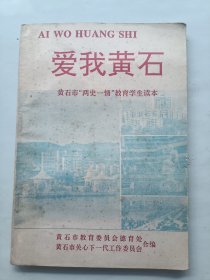 AI WO HUANG SHI
爱我黄石
黄石市“两史一情”教育学生读本
黄石市教育委员会德育处
黄石市关心下一代工作委员会
合编